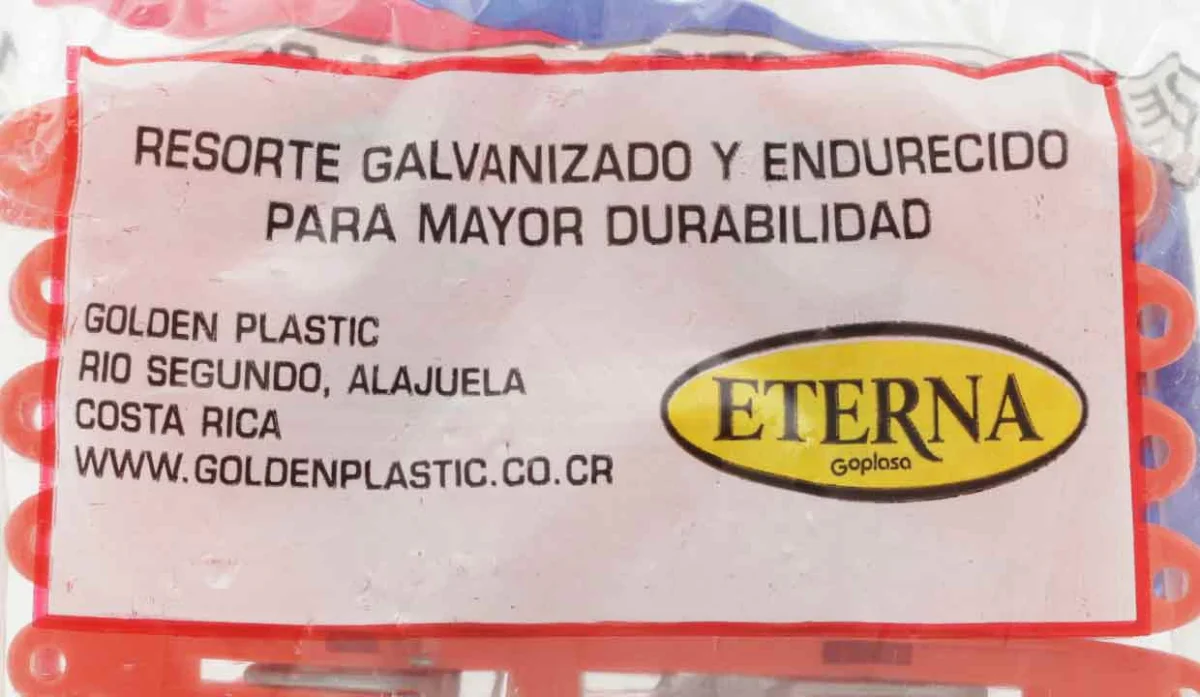 RESORTE GALVANIZADO Y ENDURECIDO
PARA MAYOR DURABILIDAD
GOLDEN PLASTIC
RIO SEGUNDO, ALAJUELA
COSTA RICA
WWW.GOLDENPLASTIC.CO.CR
ETERNA
Goplasa